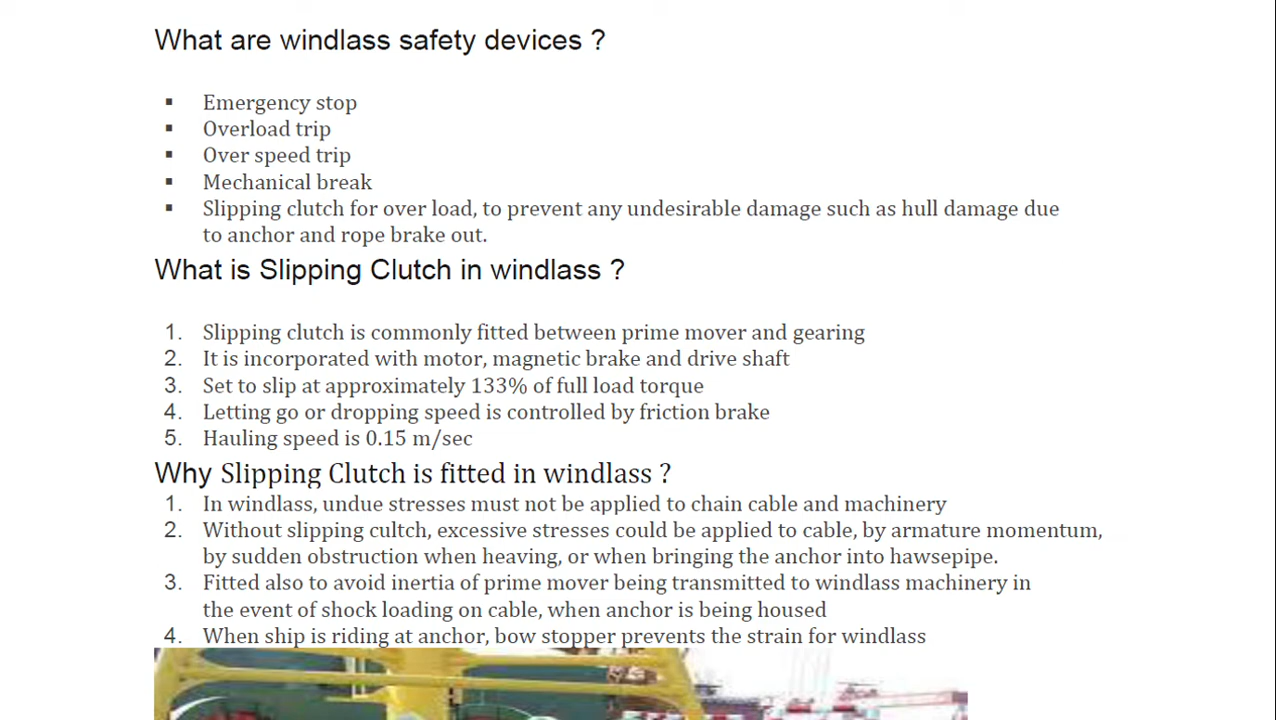 What are windlass safety devices ?
▪ Emergency stop
▪ Overload trip
▪ Over speed trip
▪ Mechanical break
▪ Slipping clutch for over load, to prevent any undesirable damage such as hull damage due
to anchor and rope brake out.
What is Slipping Clutch in windlass ?
1. Slipping clutch is commonly fitted between prime mover and gearing
2. It is incorporated with motor, magnetic brake and drive shaft
3. Set to slip at approximately 133% of full load torque
4. Letting go or dropping speed is controlled by friction brake
5. Hauling speed is 0.15 m/sec
Why Slipping Clutch is fitted in windlass ?
1. In windlass, undue stresses must not be applied to chain cable and machinery
2. Without slipping cultch, excessive stresses could be applied to cable, by armature momentum,
by sudden obstruction when heaving, or when bringing the anchor into hawsepipe.
3. Fitted also to avoid inertia of prime mover being transmitted to windlass machinery in
the event of shock loading on cable, when anchor is being housed
4. When ship is riding at anchor, bow stopper prevents the strain for windlass